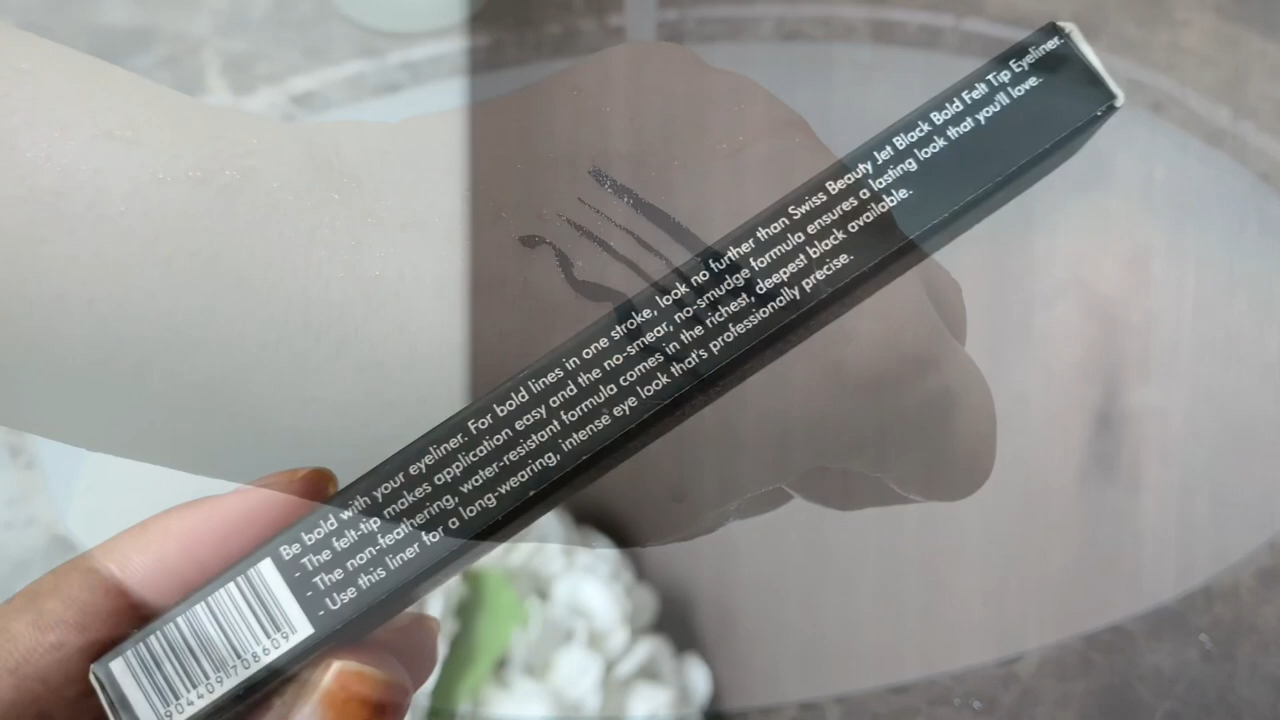 Be bold with your eyeliner. For bold lines in one stroke, look no further than Swiss Beauty Jet Black Bold Felt Tip Eyeliner.
- The felt-tip makes application easy and the no-smear, no-smudge formula ensures a lasting look that you'll love.
- The non-feathering, water-resistant formula comes in the richest, deepest black available.
- Use this liner for a long-wearing, intense eye look that's professionally precise.
904409 708609